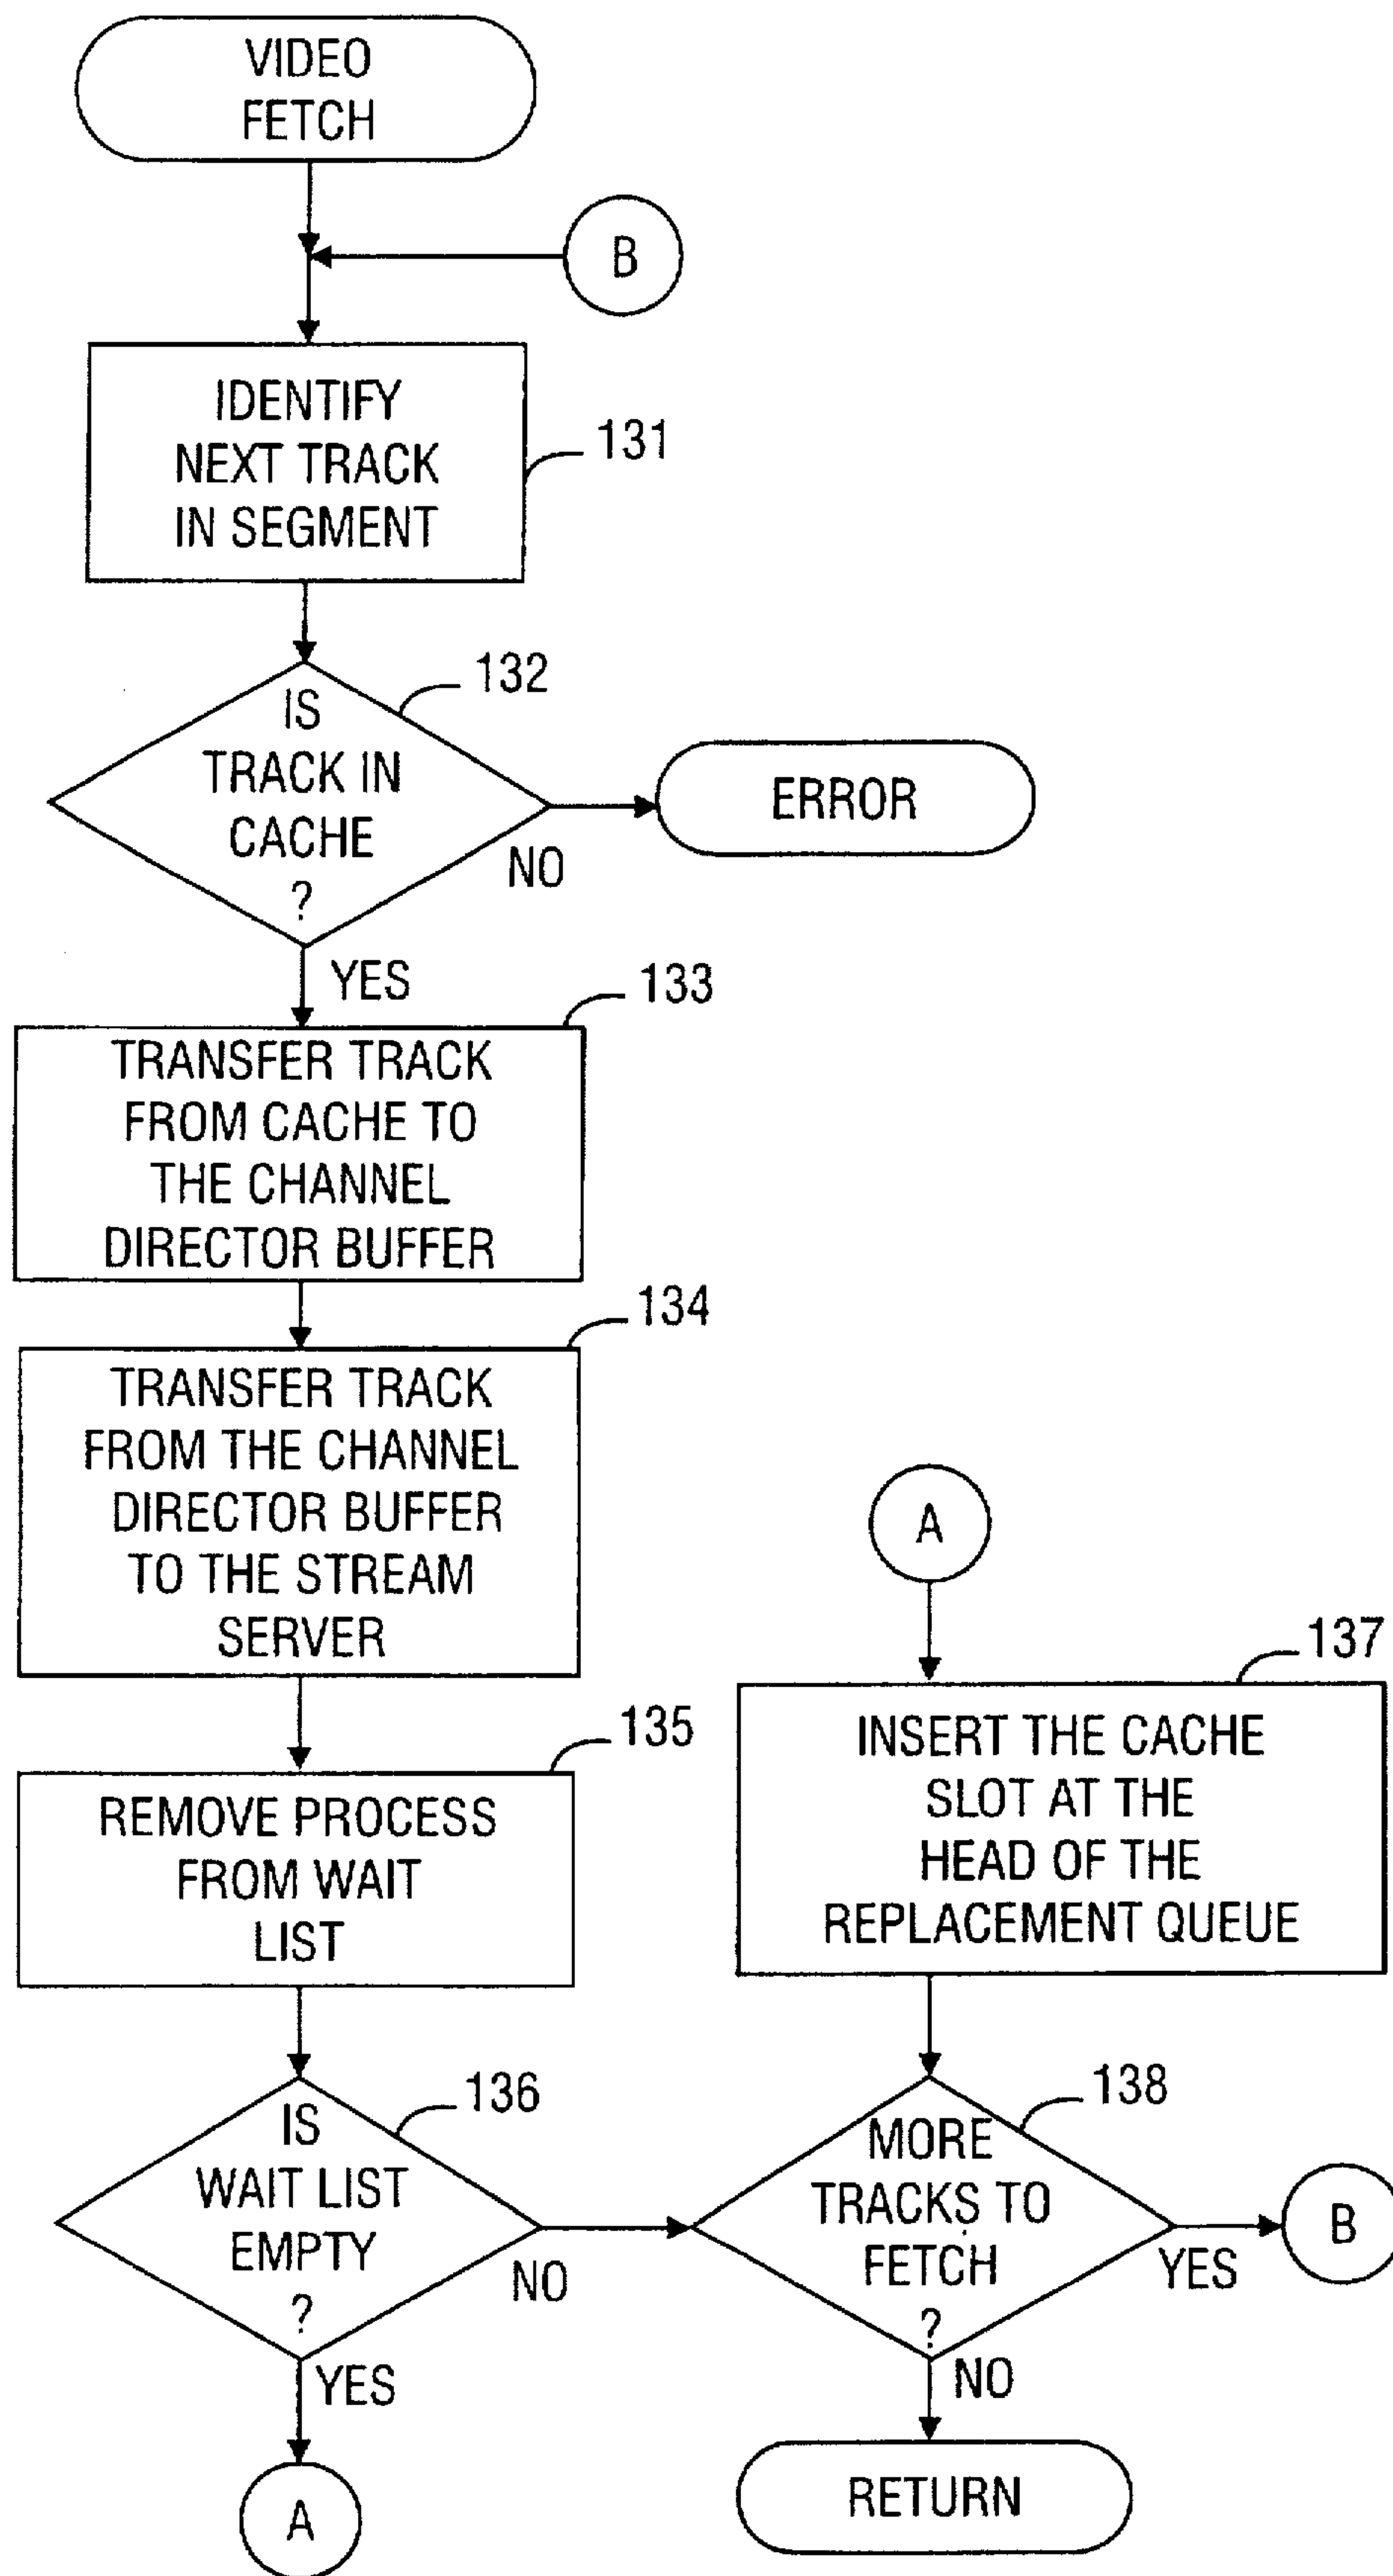 VIDEO
FETCH
B
IDENTIFY
NEXT TRACK
IN SEGMENT
131
IS
TRACK IN
CACHE
?
132
NO
ERROR
YES
133
TRANSFER TRACK
FROM CACHE TO
THE CHANNEL
DIRECTOR BUFFER
134
TRANSFER TRACK
FROM THE CHANNEL
DIRECTOR BUFFER
TO THE STREAM
SERVER
135
REMOVE PROCESS
FROM WAIT
LIST
136
IS
WAIT LIST
EMPTY
?
NO
YES
A
A
137
INSERT THE CACHE
SLOT AT THE
HEAD OF THE
REPLACEMENT QUEUE
138
MORE
TRACKS TO
FETCH
?
YES
B
NO
RETURN